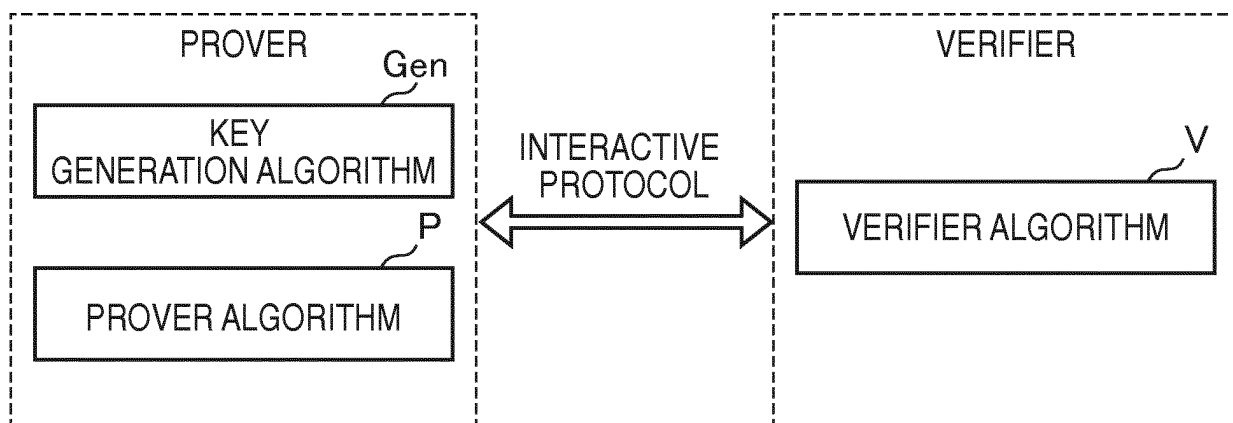 PROVER
Gen
KEY
GENERATION ALGORITHM
P
PROVER ALGORITHM
INTERACTIVE
PROTOCOL
VERIFIER
V
VERIFIER ALGORITHM